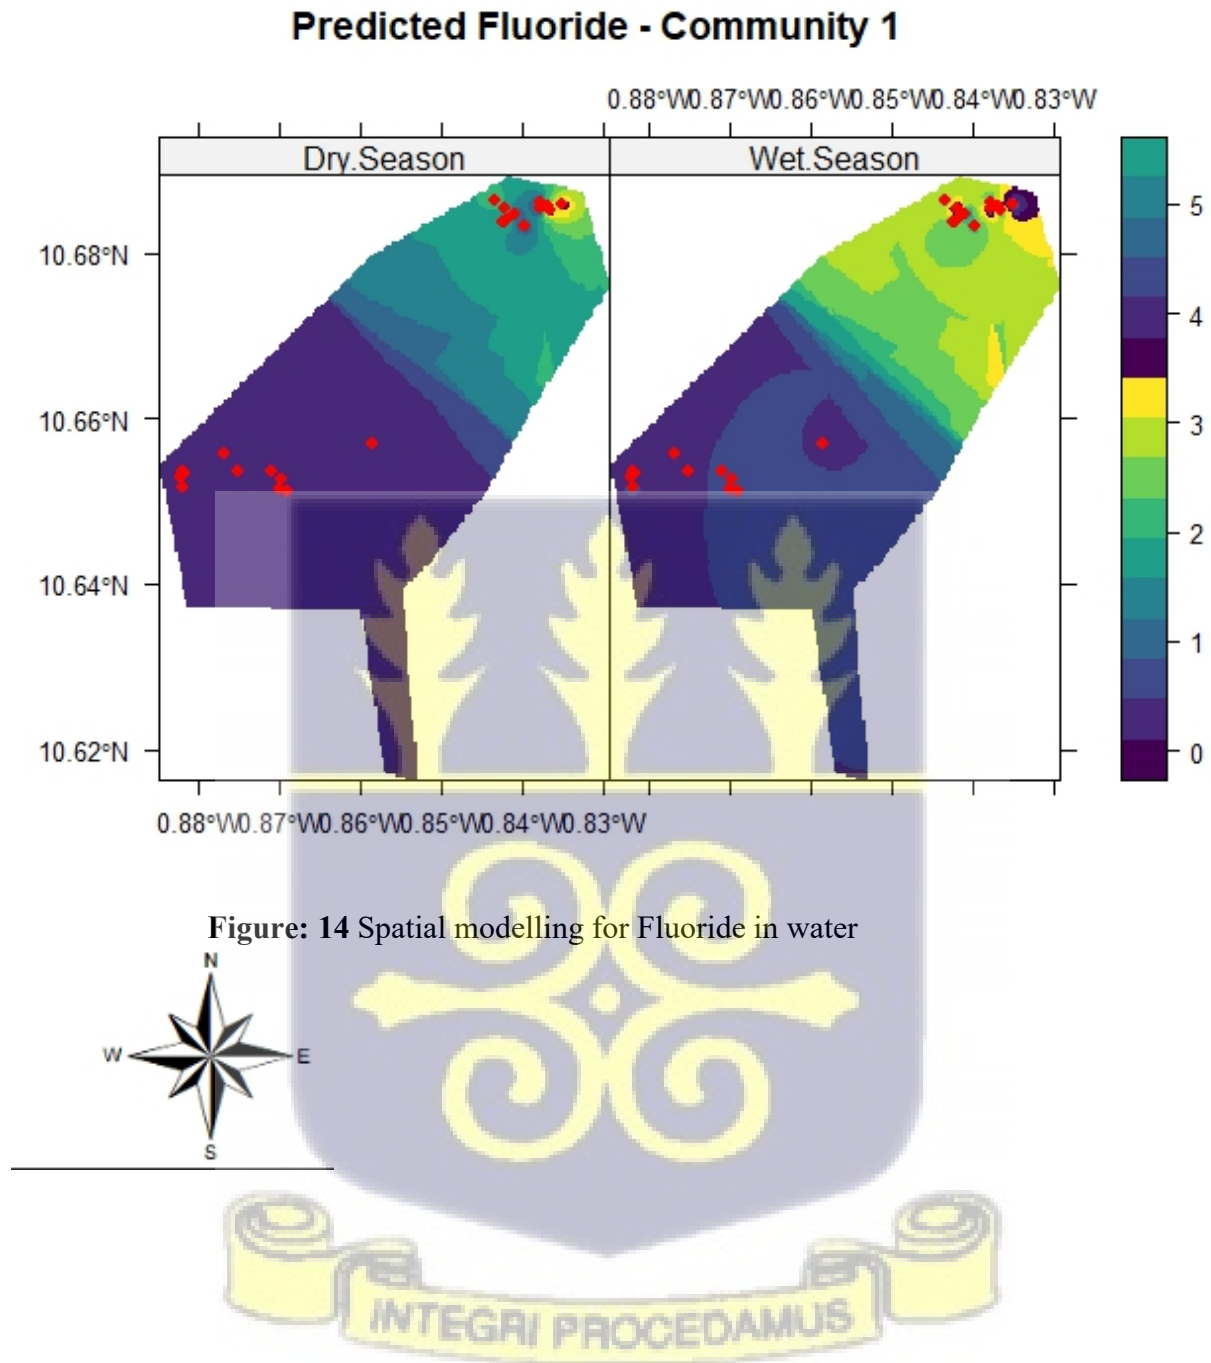 Predicted Fluoride - Community 1
0.88°W0.87°W0.86°W0.85°W0.84°W0.83°W
Dry.Season Wet.Season
5
10.68°N
4
10.66°N
3
2
10.64°N
1
10.62°N
0
0.88°W0.87°W0.86°W0.85°W0.84°W0.83°W
Figure: 14 Spatial modelling for Fluoride in water
N
W E
S
INTEGRI PROCEDAMUS